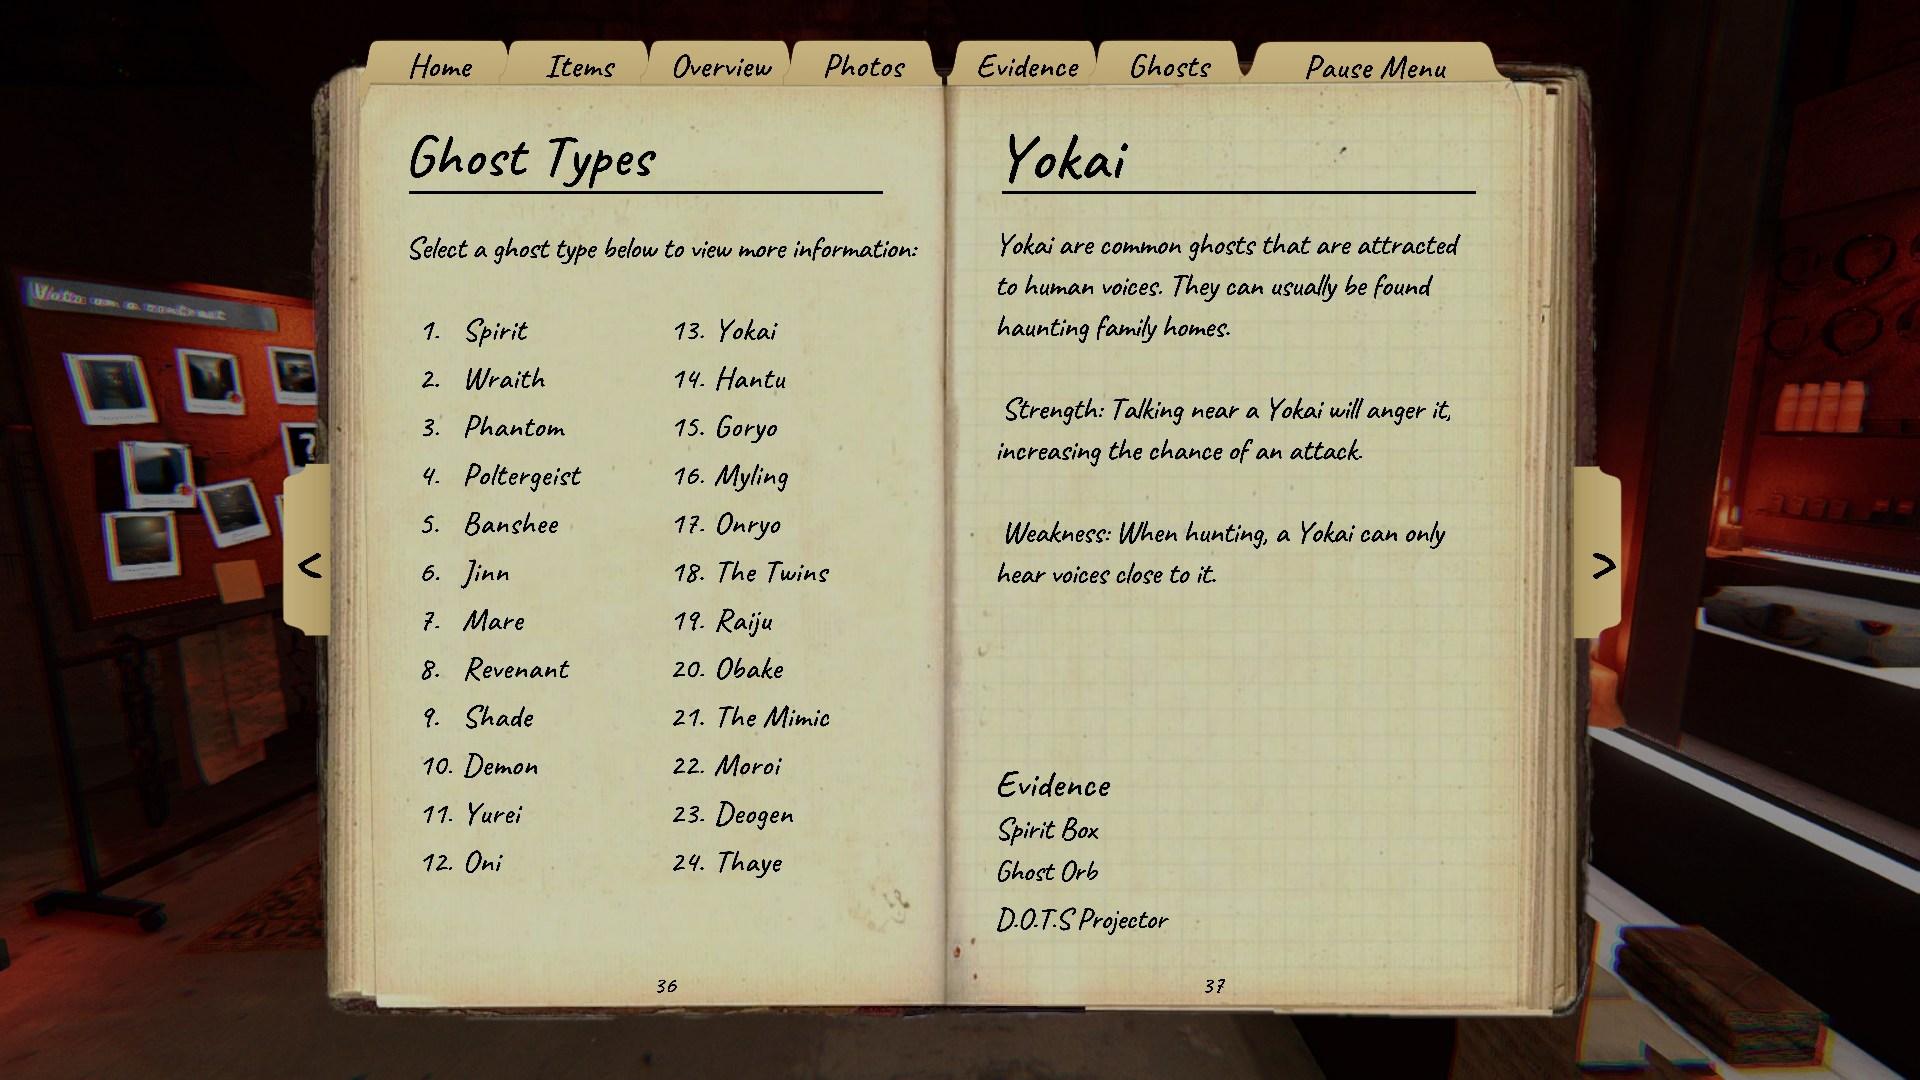 Home Items Overview Photos Evidence Ghosts Pause Menu
Ghost Types
Select a ghost type below to view more information:
1. Spirit
2. Wraith
3. Phantom
4. Poltergeist
5. Banshee
6. Jinn
7. Mare
8. Revenant
9. Shade
10. Demon
11. Yurei
12. Oni
13. Yokai
14. Hantu
15. Goryo
16. Myling
17. Onryo
18. The Twins
19. Raiju
20. Obake
21. The Mimic
22. Moroi
23. Deogen
24. Thaye
36
Yokai
Yokai are common ghosts that are attracted
to human voices. They can usually be found
haunting family homes.
Strength: Talking near a Yokai will anger it,
increasing the chance of an attack.
Weakness: When hunting, a Yokai can only
hear voices close to it.
Evidence
Spirit Box
Ghost Orb
D.O.T.S Projector
37
<
>
?